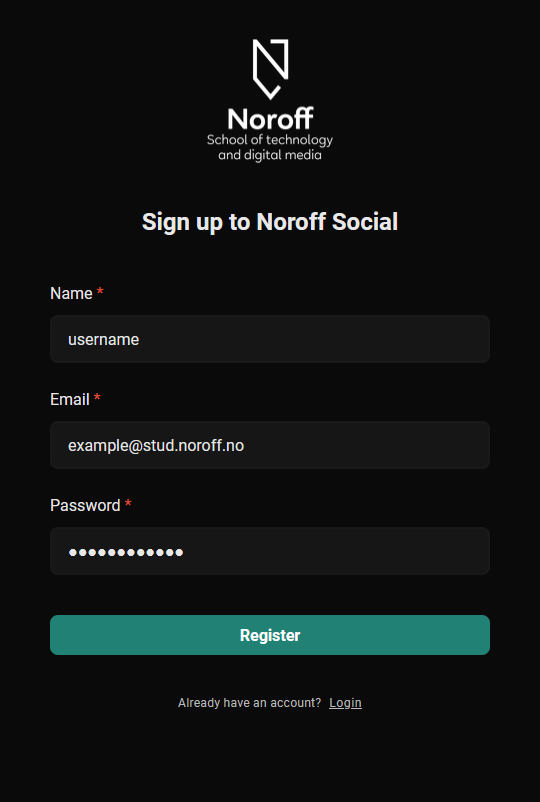 Noroff
School of technology
and digital media
Sign up to Noroff Social
Name *
username
Email *
example@stud.noroff.no
Password *
●●●●●●●●●●●●
Register
Already have an account? Login